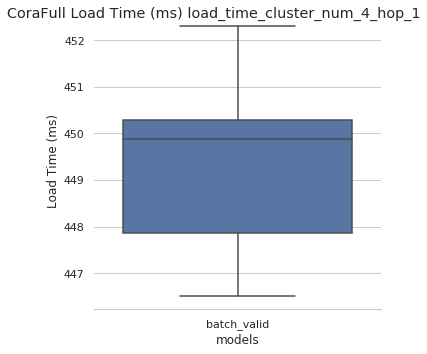 CoraFull Load Time (ms) load_time_cluster_num_4_hop_1
452
451
450
449
448
447
Load Time (ms)
batch_valid
models